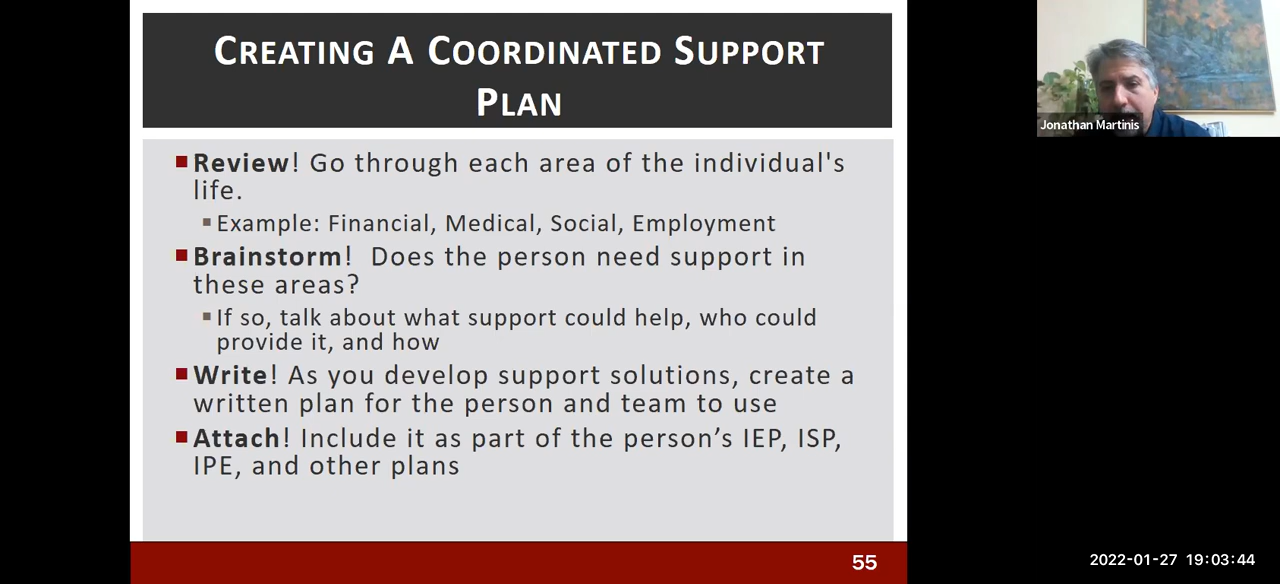 CREATING A COORDINATED SUPPORT
PLAN
Jonathan Martinis
Review! Go through each area of the individual's
life.
Example: Financial, Medical, Social, Employment
Brainstorm!  Does the person need support in
these areas?
If so, talk about what support could help, who could
provide it, and how
Write! As you develop support solutions, create a
written plan for the person and team to use
Attach! Include it as part of the person’s IEP, ISP,
IPE, and other plans
55
2022-01-27 19:03:44